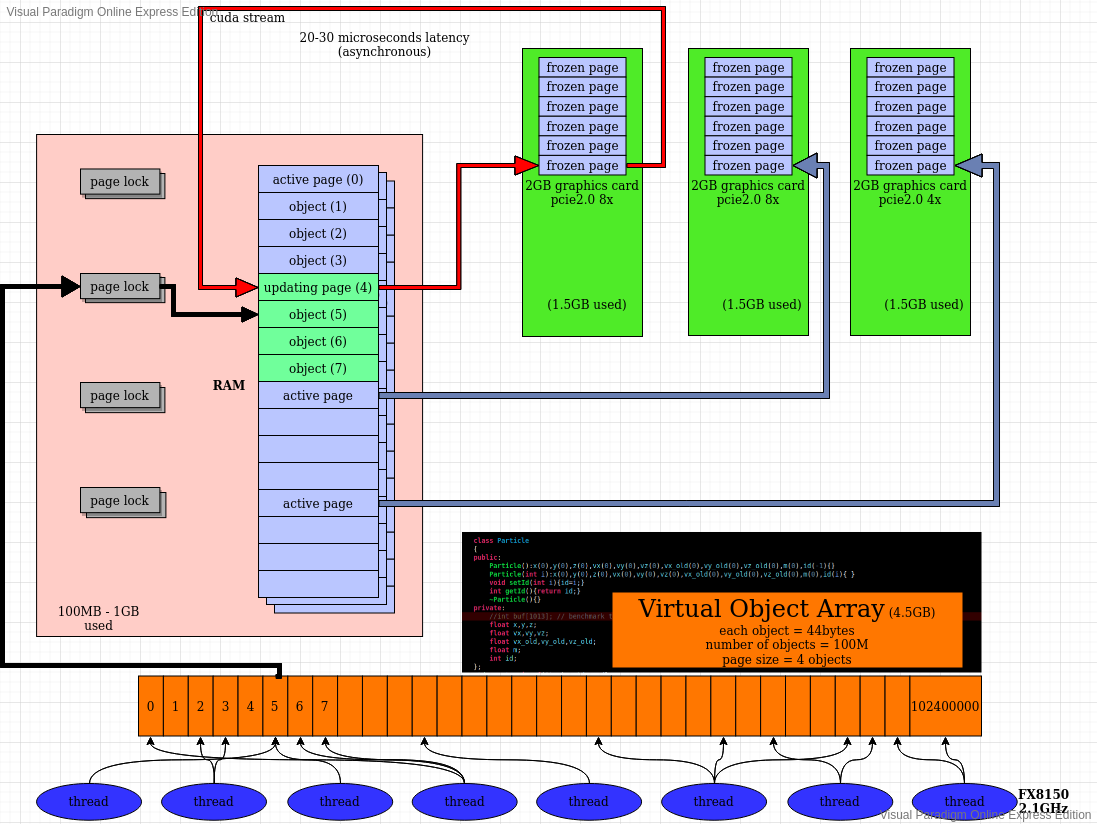 Visual Paradigm Online Express Edition
cuda stream
20-30 microseconds latency
(asynchronous)
frozen page
frozen page
frozen page
frozen page
frozen page
frozen page
2GB graphics card
pcie2.0 8x
(1.5GB used)
frozen page
frozen page
frozen page
frozen page
frozen page
frozen page
2GB graphics card
pcie2.0 8x
(1.5GB used)
frozen page
frozen page
frozen page
frozen page
frozen page
frozen page
2GB graphics card
pcie2.0 4x
(1.5GB used)
page lock
page lock
page lock
page lock
active page (0)
object (1)
object (2)
object (3)
updating page (4)
object (5)
object (6)
object (7)
active page
active page
RAM
100MB - 1GB
used
class Particle
{
public:
Particle():x(0),y(0),z(0),vx(0),vy(0),vz(0),vx_old(0),vy_old(0),vz_old(0),m(0),id(-1){}
Particle(int i):x(0),y(0),z(0),vx(0),vy(0),vz(0),vx_old(0),vy_old(0),vz_old(0),m(0),id(i){ }
void setId(int i){id=i;}
int getId(){return id;}
~Particle(){}
private:
//int buf[1013]; // benchmark
float x,y,z;
float vx,vy,vz;
float vx_old,vy_old,vz_old;
float m;
int id;
};
Virtual Object Array (4.5GB)
each object = 44bytes
number of objects = 100M
page size = 4 objects
0 1 2 3 4 5 6 7 102400000
thread thread thread thread thread thread thread thread
FX8150
2.1GHz
Visual Paradigm Online Express Edition